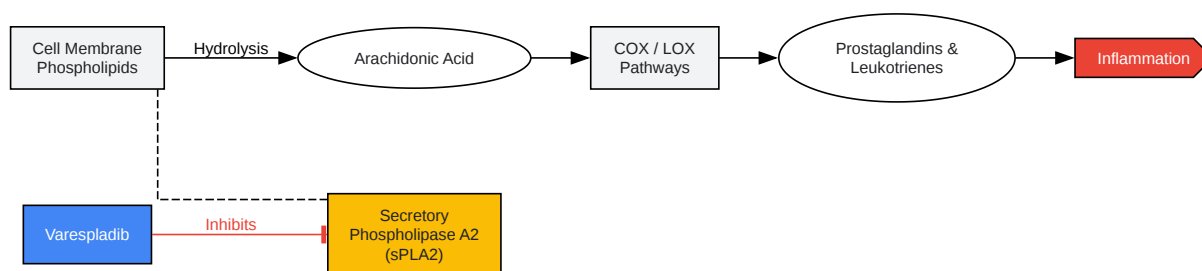 Cell Membrane
Phospholipids
Hydrolysis
Arachidonic Acid
COX / LOX
Pathways
Prostaglandins &
Leukotrienes
Inflammation
Varespladib
Inhibits
Secretory
Phospholipase A2
(sPLA2)